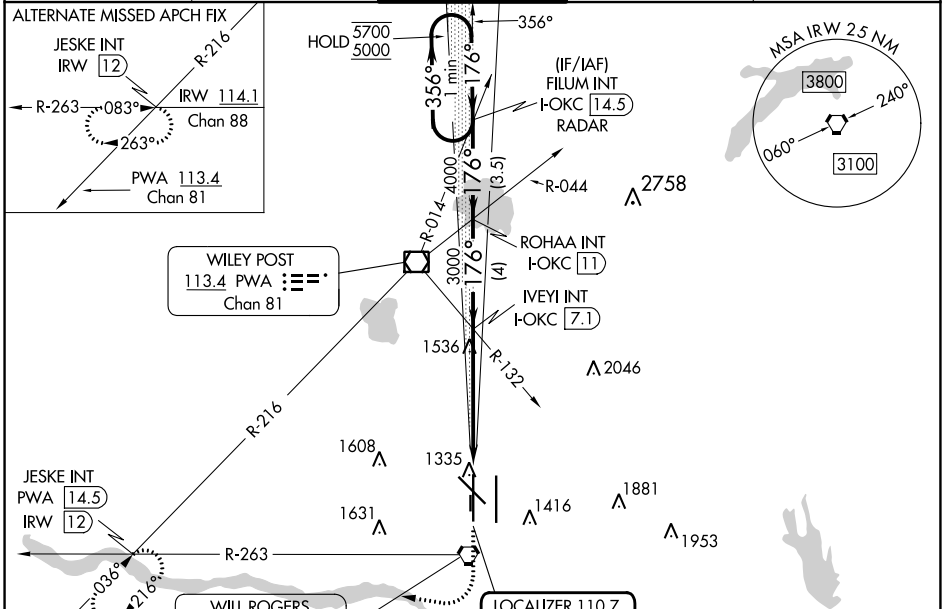 ALTERNATE MISSED APCH FIX
JESKE INT
IRW 12
R-216
R-263
083°
IRW 114.1
Chan 88
263°
PWA 113.4
Chan 81
HOLD 5700
5000
356°
356°
1 min
176°
(IF/IAF)
FILUM INT
I-OKC 14.5
RADAR
MSA IRW 25 NM
3800
240°
060°
3100
R-014
4000
176°
(3.5)
R-044
2758
ROHAA INT
I-OKC 11
WILEY POST
113.4 PWA
Chan 81
3000
176°
(4)
IVEYI INT
I-OKC 7.1
1536
R-132
2046
R-216
1608
1335
JESKE INT
PWA 14.5
IRW 12
1631
1416
1881
1953
R-263
036°
216°
WILL ROGERS
LOCALIZER 110.7